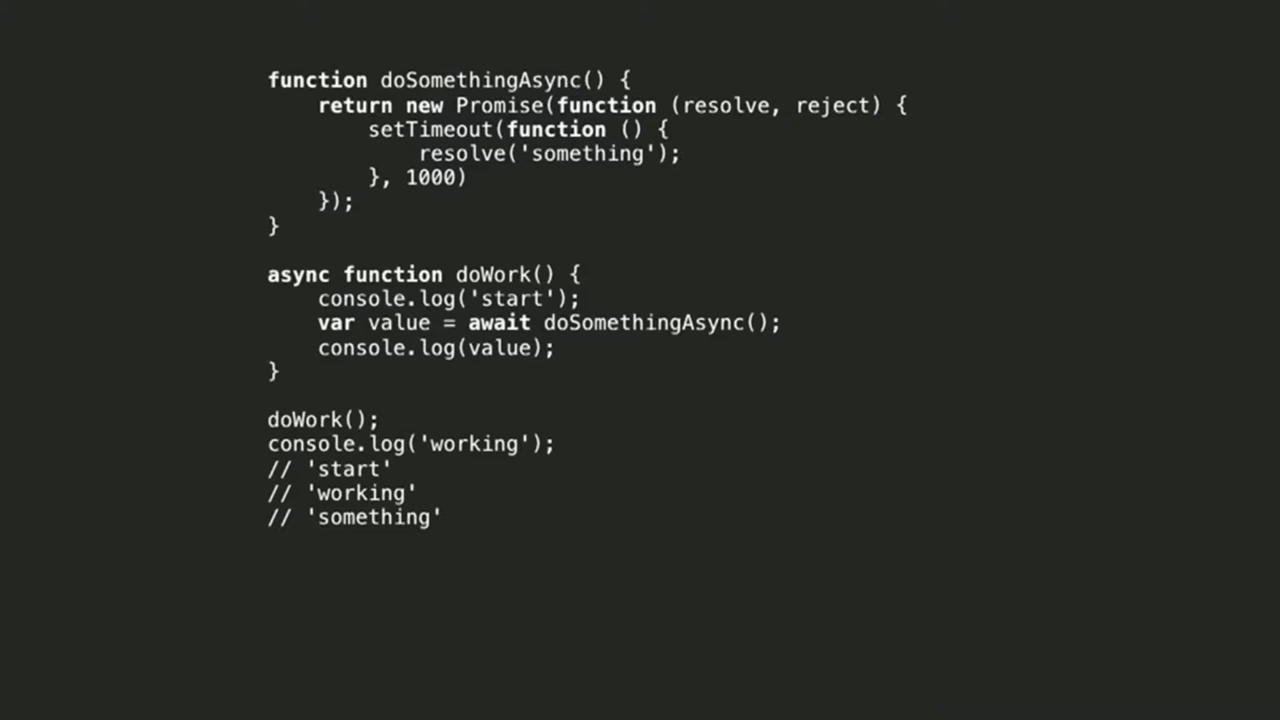 function doSomethingAsync() {
    return new Promise(function (resolve, reject) {
        setTimeout(function () {
            resolve('something');
        }, 1000)
    });
}
async function doWork() {
    console.log('start');
    var value = await doSomethingAsync();
    console.log(value);
}
doWork();
console.log('working');
// 'start'
// 'working'
// 'something'